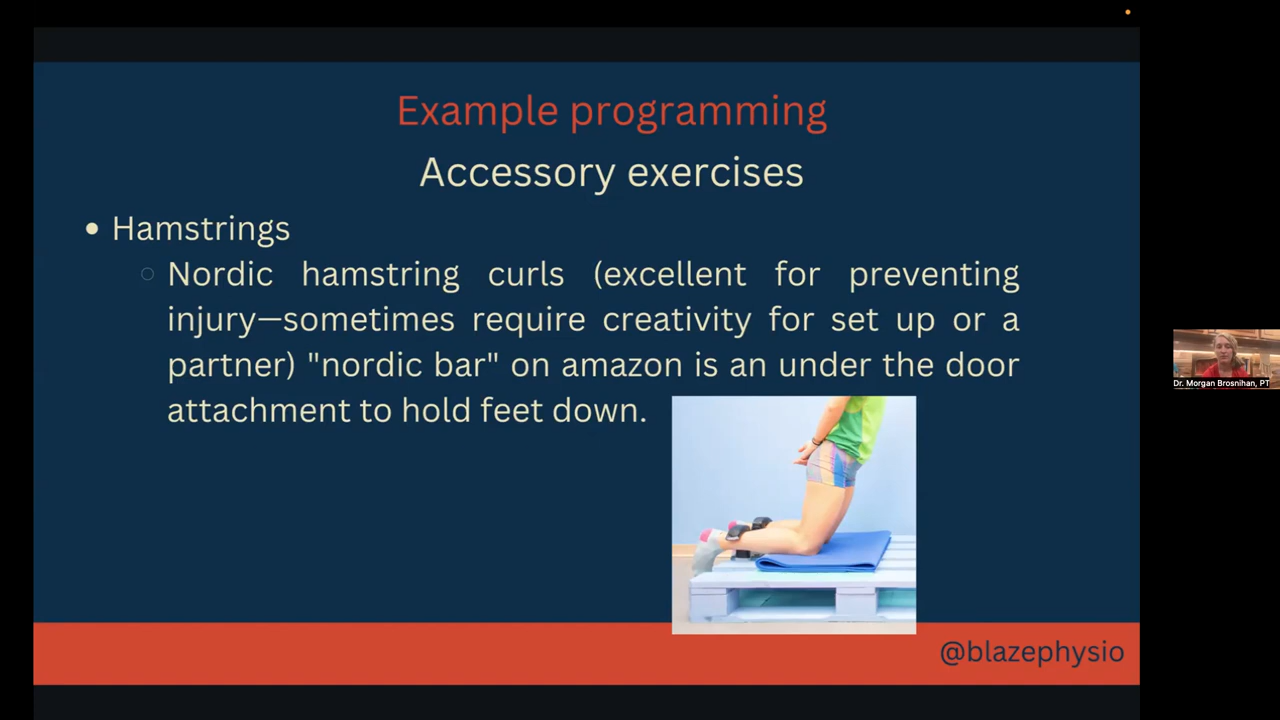 Example programming
Accessory exercises
• Hamstrings
○ Nordic hamstring curls (excellent for preventing
injury—sometimes require creativity for set up or a
partner) "nordic bar" on amazon is an under the door
attachment to hold feet down.
Dr. Morgan Brosnihan, PT
@blazephysio